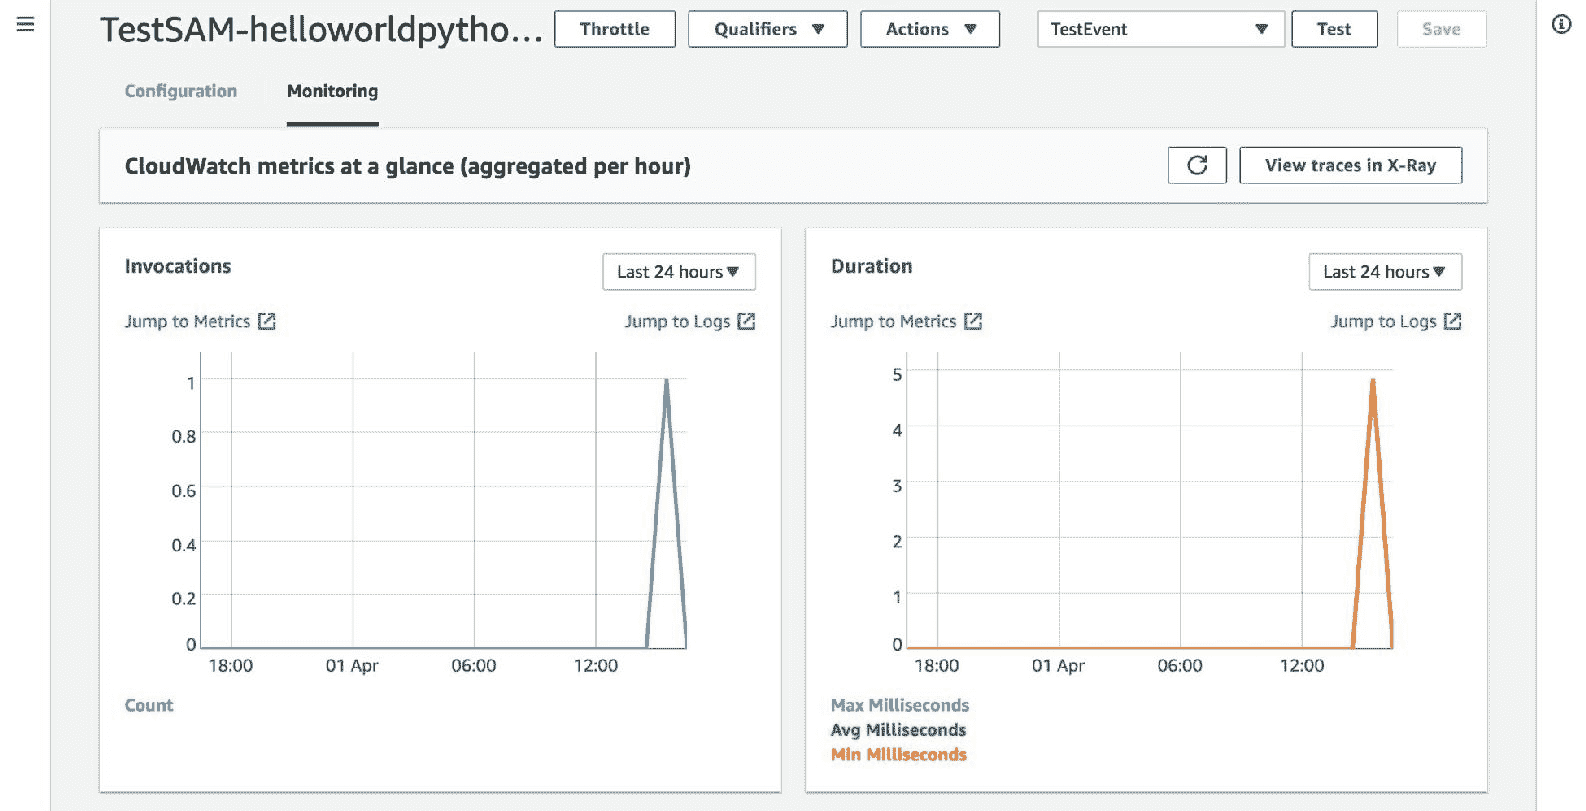 TestSAM-helloworldpytho... Throttle Qualifiers Actions TestEvent Test Save
Configuration Monitoring
CloudWatch metrics at a glance (aggregated per hour) View traces in X-Ray
Invocations Last 24 hours
Jump to Metrics Jump to Logs
1
0.8
0.6
0.4
0.2
0
18:00 01 Apr 06:00 12:00
Count
Duration Last 24 hours
Jump to Metrics Jump to Logs
5
4
3
2
1
0
18:00 01 Apr 06:00 12:00
Max Milliseconds
Avg Milliseconds
Min Milliseconds